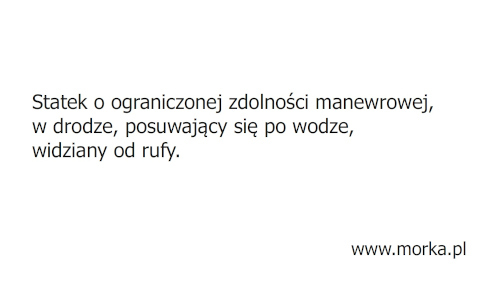 Statek o ograniczonej zdolności manewrowej,
w drodze, posuwający się po wodze,
widziany od rufy.
www.morka.pl